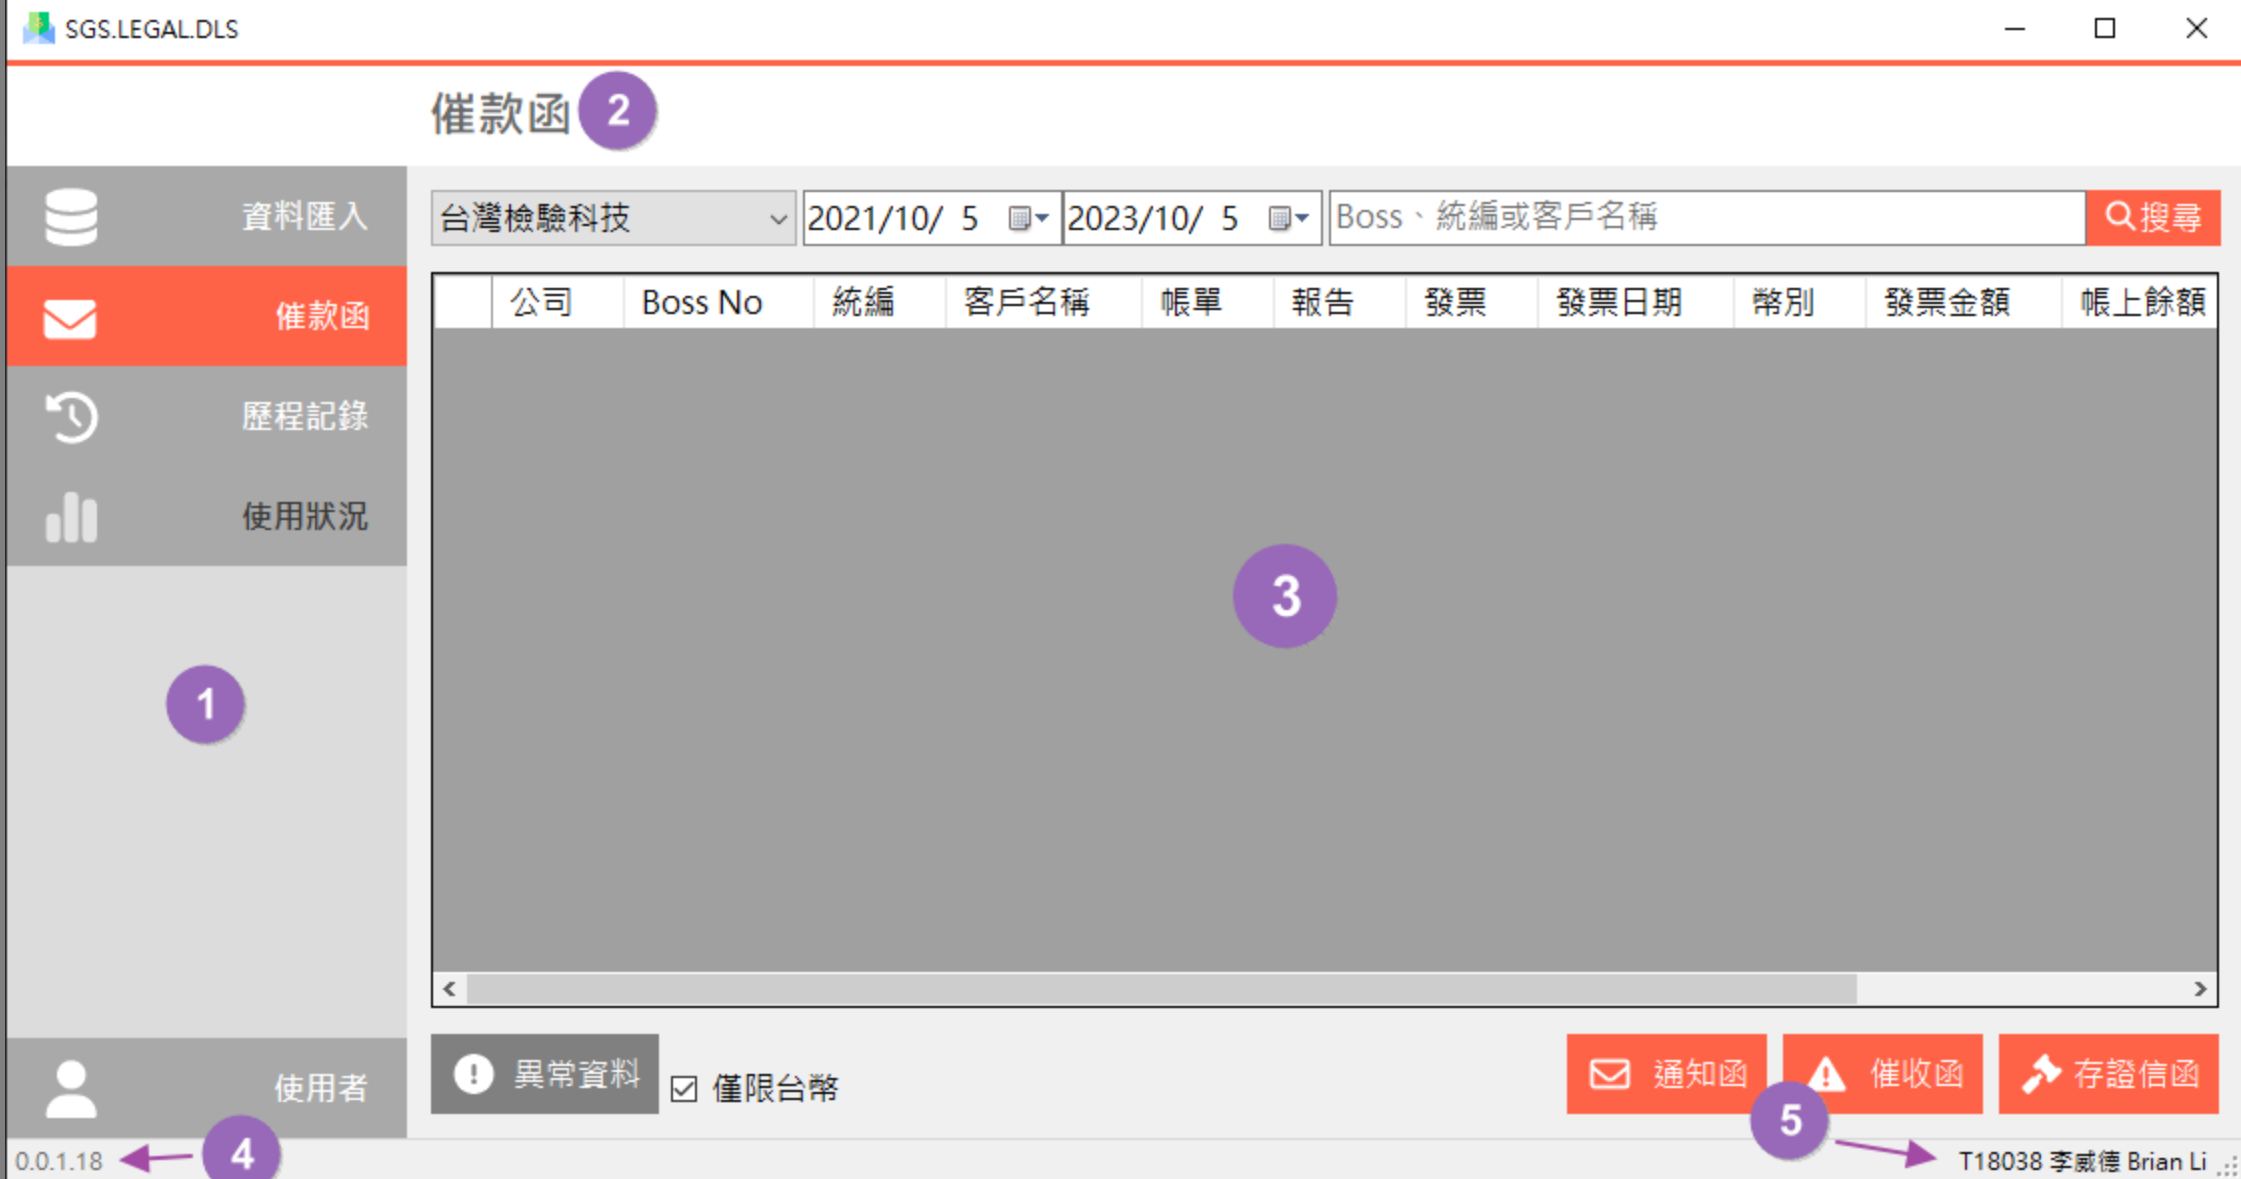 SGS.LEGAL.DLS
催款函 2
資料匯入
催款函
歷程記錄
使用狀況
1
使用者
台灣檢驗科技 2021/10/ 5 2023/10/ 5 Boss、統編或客戶名稱 搜尋
公司 Boss No 統編 客戶名稱 帳單 報告 發票 發票日期 幣別 發票金額 帳上餘額
3
異常資料 僅限台幣 通知函 催收函 存證信函
0.0.1.18 4 5 T18038 李威德 Brian Li